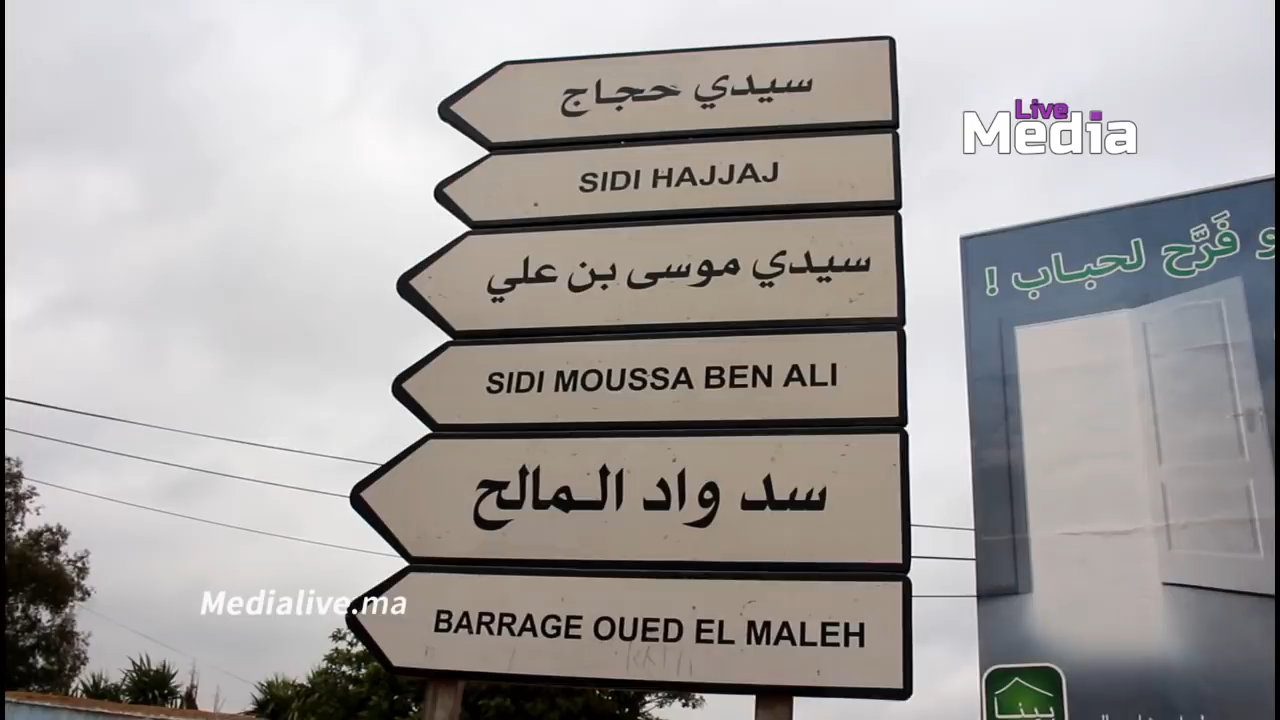 سيدي حجاج
SIDI HAJJAJ
سيدي موسى بن علي
SIDI MOUSSA BEN ALI
سد واد المالح
BARRAGE OUED EL MALEH
Live
Media
و فَرَّح لحباب !
Medialive.ma
بيتنا